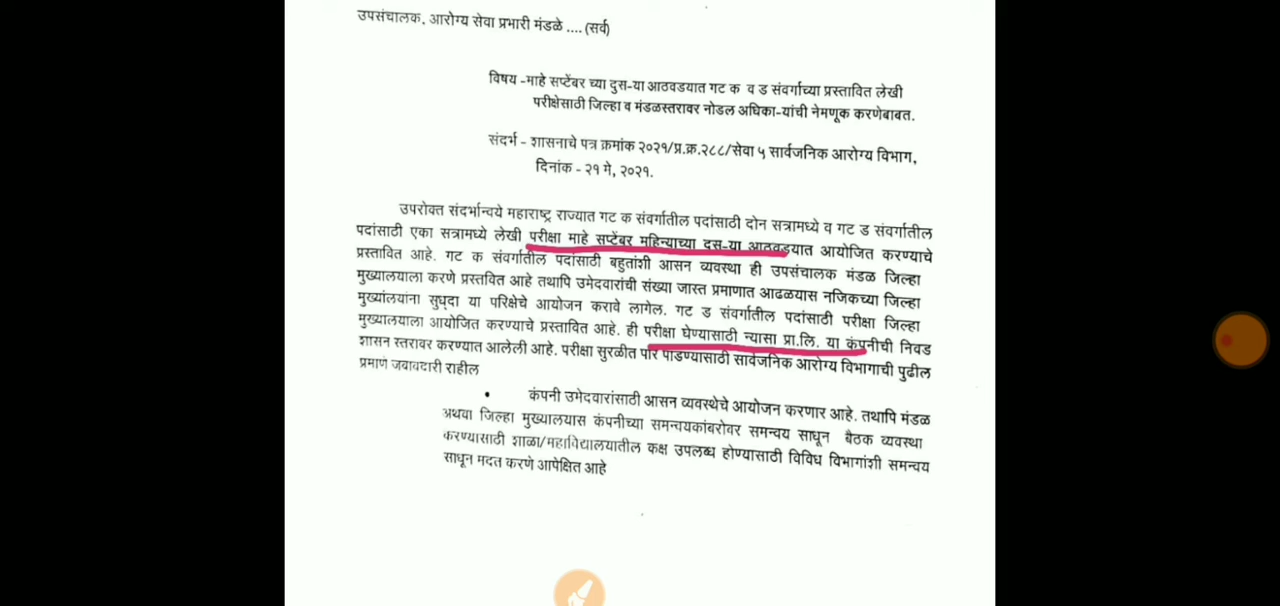 उपसंचालक, आरोग्य सेवा प्रभारी मंडळे .... (सर्व)
विषय -माहे सप्टेंबर च्या दुस-या आठवडयात गट क व ड संवर्गाच्या प्रस्तावित लेखी
परीक्षेसाठी जिल्हा व मंडळस्तरावर नोडल अधिका-यांची नेमणूक करणेबाबत.
संदर्भ - शासनाचे पत्र क्रमांक २०२१/प्र.क्र.२८८/सेवा ५ सार्वजनिक आरोग्य विभाग,
दिनांक - २१ मे, २०२१.
उपरोक्त संदर्भान्वये महाराष्ट्र राज्यात गट क संवर्गातील पदांसाठी दोन सत्रामध्ये व गट ड संवर्गातील
पदांसाठी एका सत्रामध्ये लेखी परीक्षा माहे सप्टेंबर महिन्याच्या दुस-या आठवडयात आयोजित करण्याचे
प्रस्तावित आहे. गट क संवर्गातील पदांसाठी बहुतांशी आसन व्यवस्था ही उपसंचालक मंडळ जिल्हा
मुख्यालयाला करणे प्रस्तवित आहे तथापि उमेदवारांची संख्या जास्त प्रमाणात आढळयास नजिकच्या जिल्हा
मुख्यांलयांना सुध्दा या परिक्षेचे आयोजन करावे लागेल. गट ड संवर्गातील पदांसाठी परीक्षा जिल्हा
मुख्यालयाला आयोजित करण्याचे प्रस्तावित आहे. ही परीक्षा घेण्यासाठी न्यासा प्रा.लि. या कंपनीची निवड
शासन स्तरावर करण्यात आलेली आहे. परीक्षा सुरळीत पार पाडण्यासाठी सार्वजनिक आरोग्य विभागाची पुढील
प्रमाणे जवाबदारी राहील
• कंपनी उमेदवारांसाठी आसन व्यवस्थेचे आयोजन करणार आहे. तथापि मंडळ
अथवा जिल्हा मुख्यालयास कंपनीच्या समन्वयकांबरोवर समन्वय साधून बैठक व्यवस्था
करण्यासाठी शाळा/महाविद्यालयातील कक्ष उपलब्ध होण्यासाठी विविध विभागांशी समन्वय
साधून मदत करणे आपेक्षित आहे